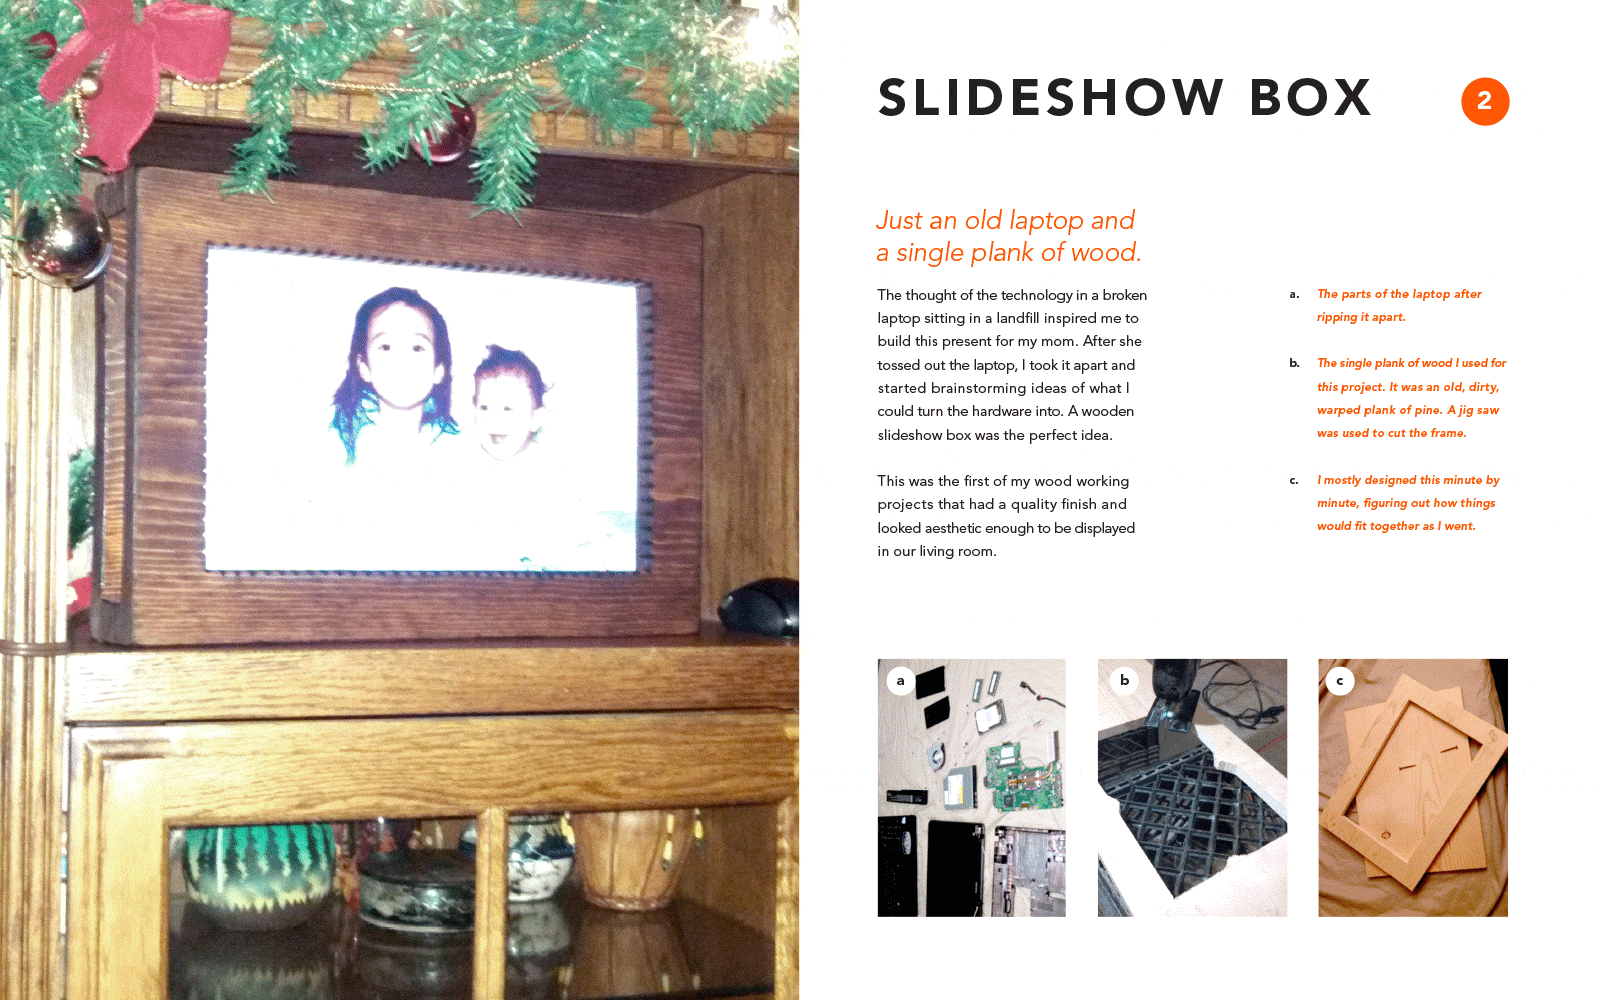 SLIDESHOW BOX
2
Just an old laptop and
a single plank of wood.
The thought of the technology in a broken
laptop sitting in a landfill inspired me to
build this present for my mom. After she
tossed out the laptop, I took it apart and
started brainstorming ideas of what I
could turn the hardware into. A wooden
slideshow box was the perfect idea.
This was the first of my wood working
projects that had a quality finish and
looked aesthetic enough to be displayed
in our living room.
a. The parts of the laptop after
ripping it apart.
b. The single plank of wood I used for
this project. It was an old, dirty,
warped plank of pine. A jig saw
was used to cut the frame.
c. I mostly designed this minute by
minute, figuring out how things
would fit together as I went.
a
b
c